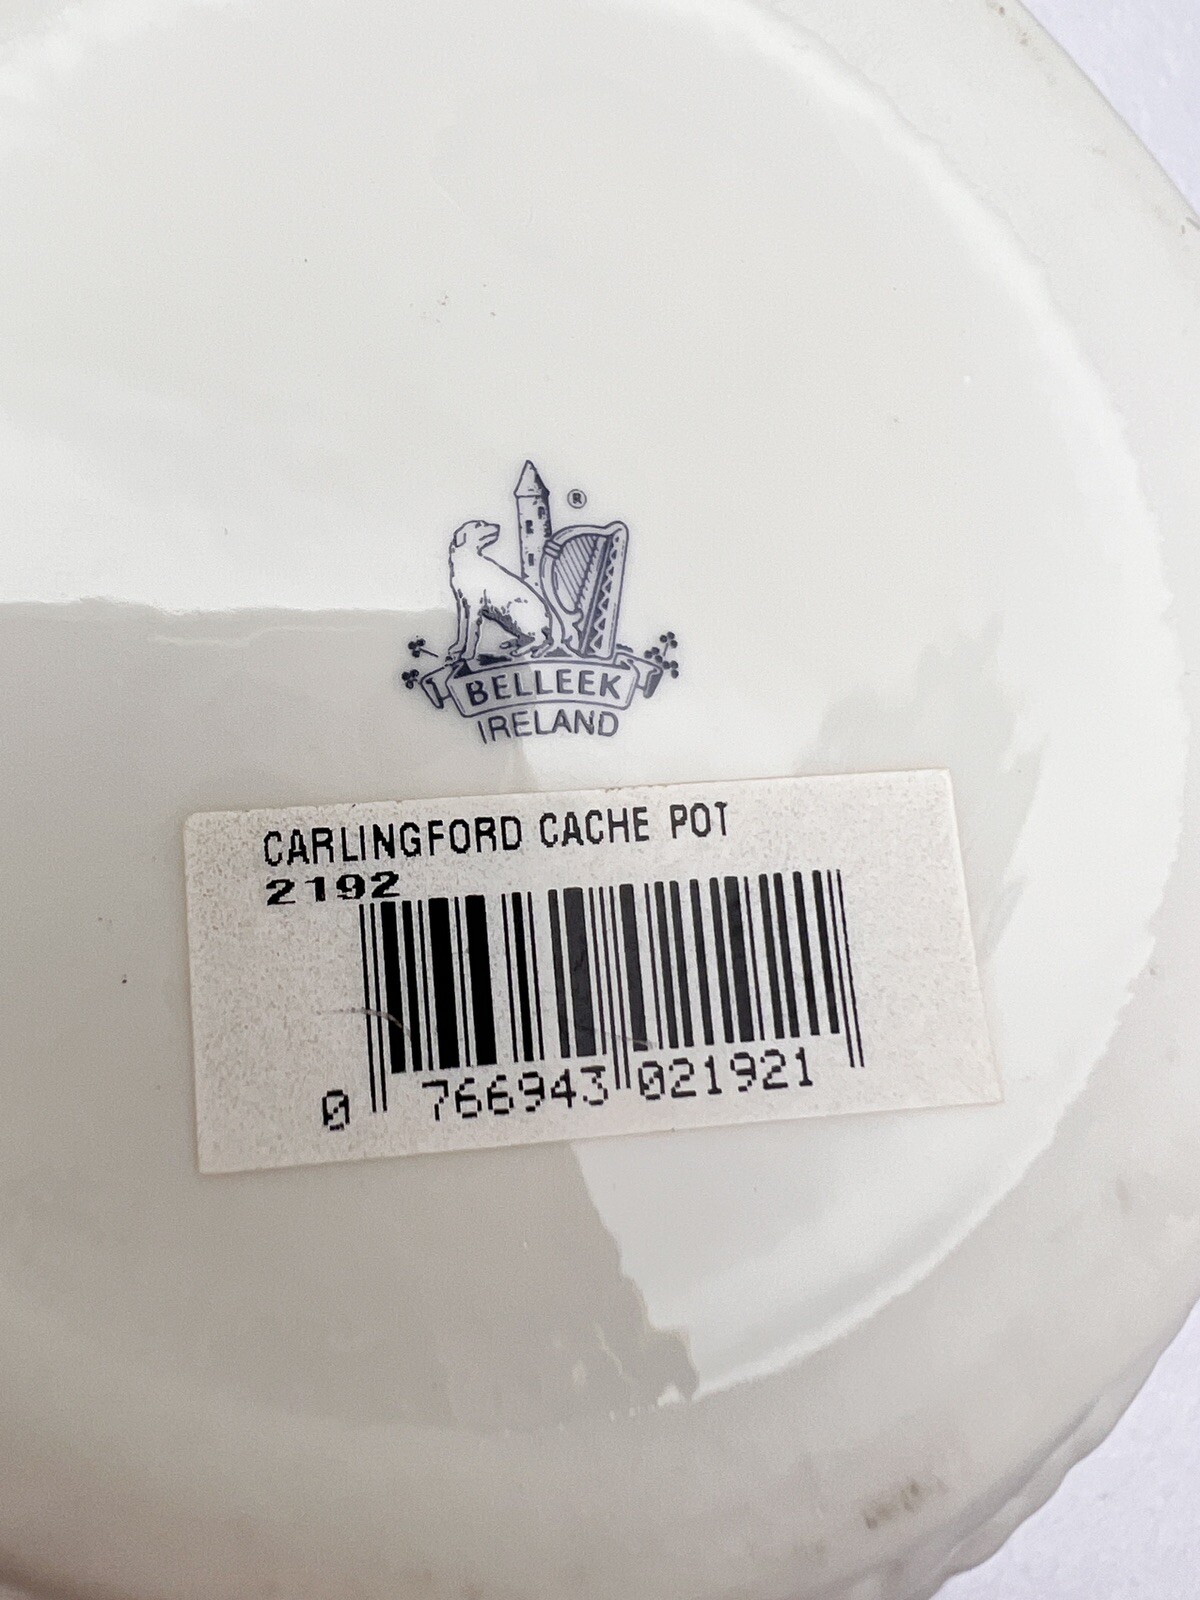 ®
BELLEEK
IRELAND
CARLINGFORD CACHE POT
2192
0 766943 021921